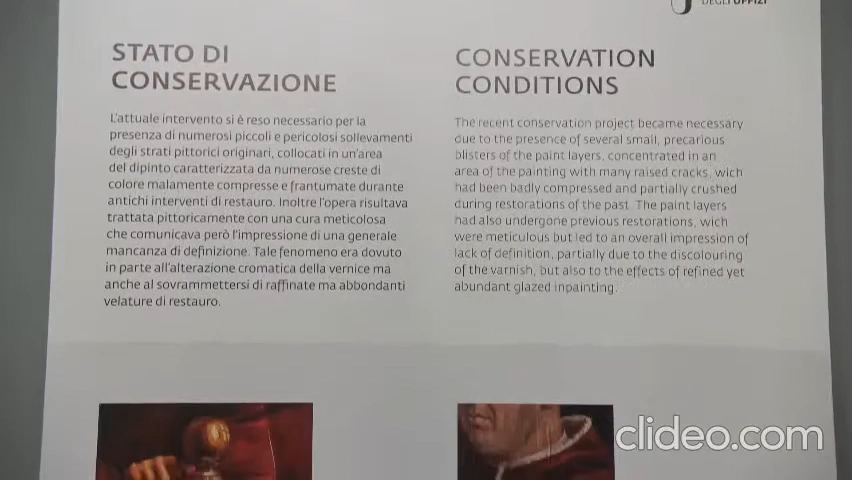 DEGLI UFFIZI
STATO DI
CONSERVAZIONE
L'attuale intervento si è reso necessario per la
presenza di numerosi piccoli e pericolosi sollevamenti
degli strati pittorici originari, collocati in un'area
del dipinto caratterizzata da numerose creste di
colore malamente compresse e frantumate durante
antichi interventi di restauro. Inoltre l'opera risultava
trattata pittoricamente con una cura meticolosa
che comunicava però l'impressione di una generale
mancanza di definizione. Tale fenomeno era dovuto
in parte all'alterazione cromatica della vernice ma
anche al sovrammettersi di raffinate ma abbondanti
velature di restauro.
CONSERVATION
CONDITIONS
The recent conservation project became necessary
due to the presence of several small, precarious
blisters of the paint layers, concentrated in an
area of the painting with many raised cracks, wich
had been badly compressed and partially crushed
during restorations of the past. The paint layers
had also undergone previous restorations, wich
were meticulous but led to an overall impression of
lack of definition, partially due to the discolouring
of the varnish, but also to the effects of refined yet
abundant glazed inpainting.
clideo.com